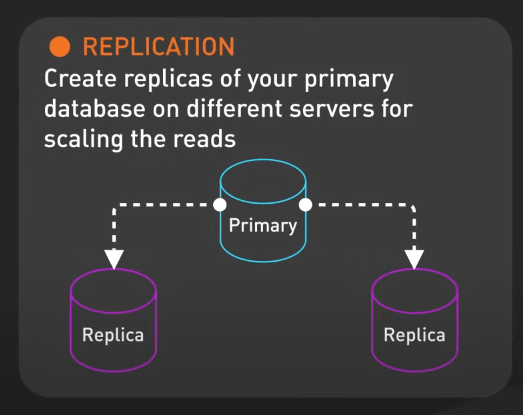 REPLICATION
Create replicas of your primary
database on different servers for
scaling the reads
Primary
Replica
Replica